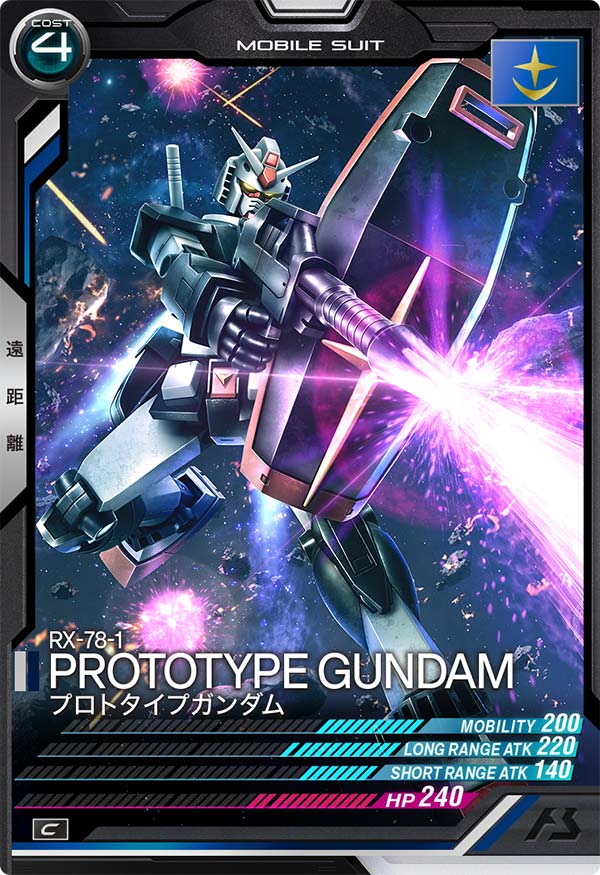 COST
4
MOBILE SUIT
遠距離
RX-78-1
PROTOTYPE GUNDAM
プロトタイプガンダム
MOBILITY 200
LONG RANGE ATK 220
SHORT RANGE ATK 140
HP 240
C